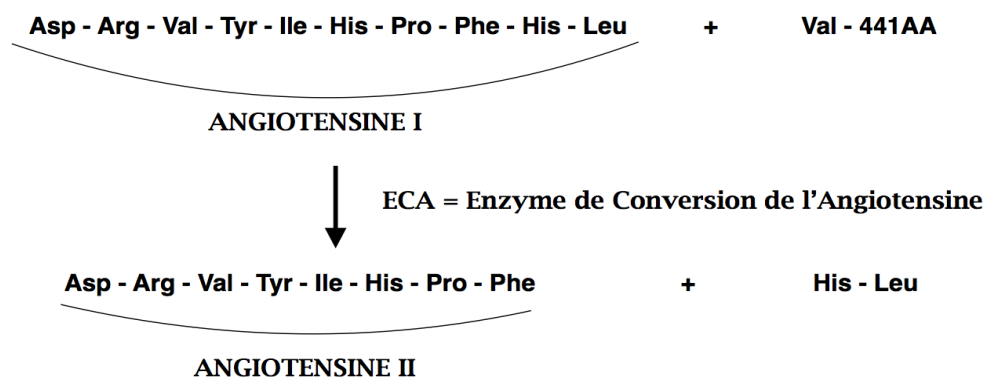 Asp - Arg - Val - Tyr - Ile - His - Pro - Phe - His - Leu + Val - 441AA
ANGIOTENSINE I
ECA = Enzyme de Conversion de l'Angiotensine
Asp - Arg - Val - Tyr - Ile - His - Pro - Phe + His - Leu
ANGIOTENSINE II